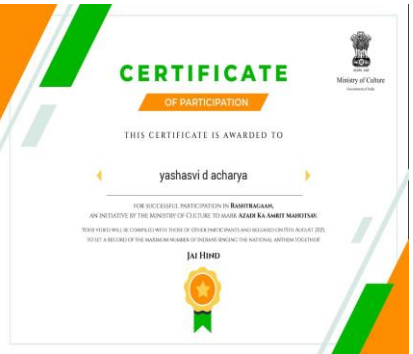 CERTIFICATE
OF PARTICIPATION
Ministry of Culture
Government of India
THIS CERTIFICATE IS AWARDED TO
yashasvi d acharya
FOR SUCCESSFUL PARTICIPATION IN RASHTRAGAAN,
AN INITIATIVE BY THE MINISTRY OF CULTURE TO MARK AZADI KA AMRIT MAHOTSAV.
YOUR VIDEO WILL BE COMPILED WITH THOSE OF OTHER PARTICIPANTS AND RELEASED ON 15TH AUGUST 2021,
TO SET A RECORD OF THE MAXIMUM NUMBER OF INDIANS SINGING THE NATIONAL ANTHEM TOGETHER!
JAI HIND